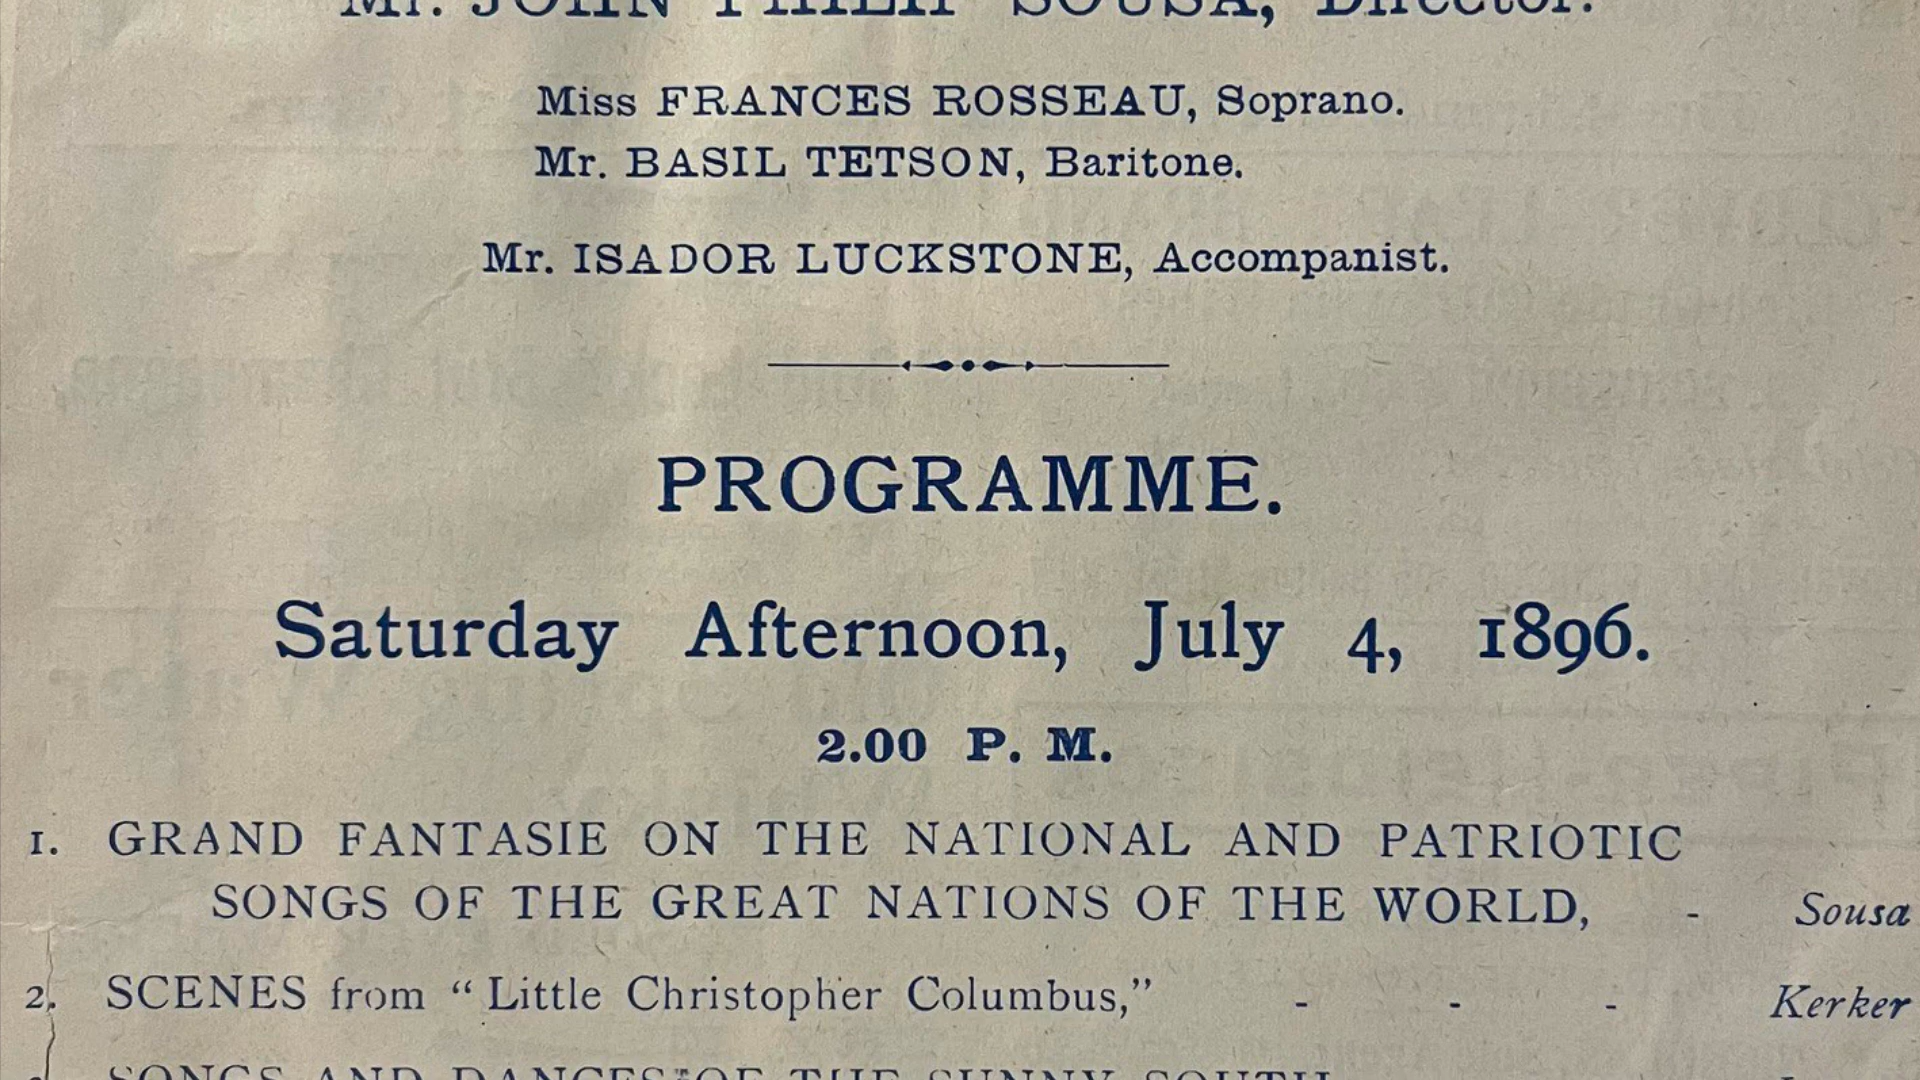 Mr. JOHN PHILIP SOUSA, Director.
Miss FRANCES ROSSEAU, Soprano.
Mr. BASIL TETSON, Baritone.
Mr. ISADOR LUCKSTONE, Accompanist.
PROGRAMME.
Saturday Afternoon, July 4, 1896.
2.00 P. M.
1. GRAND FANTASIE ON THE NATIONAL AND PATRIOTIC
SONGS OF THE GREAT NATIONS OF THE WORLD, - Sousa
2. SCENES from “Little Christopher Columbus,” - - - Kerker
SONGS AND DANCES OF THE SUNNY SOUTH